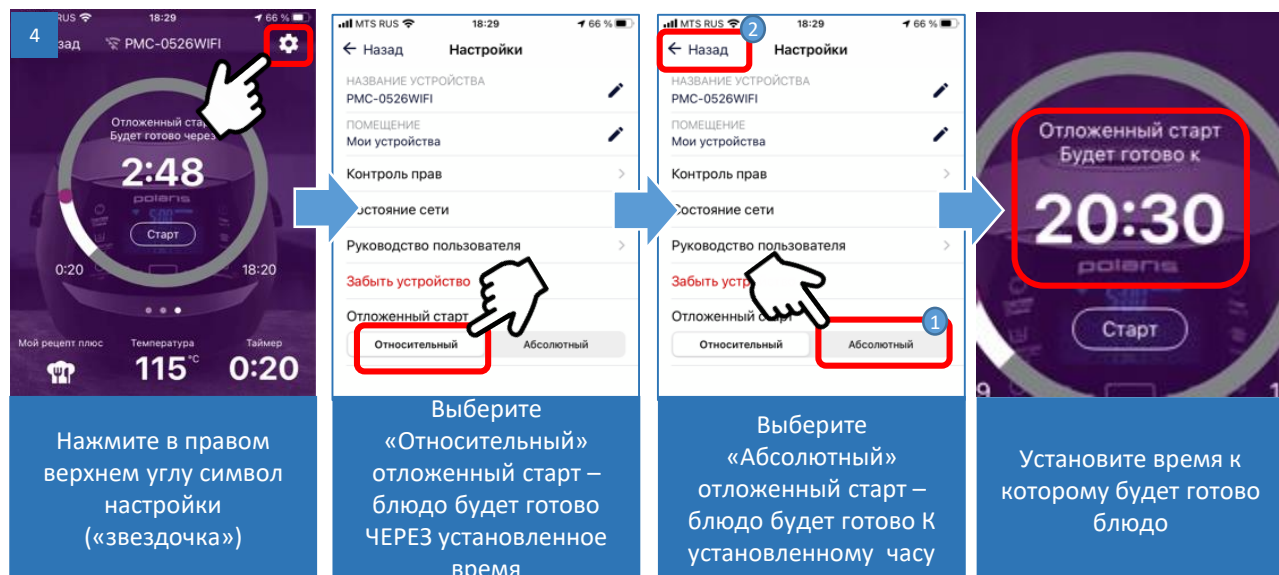 RUS 18:29 66 %
4
зад PMC-0526WIFI
Отложенный
Будет готово через
2:48
polaris
Старт
0:20 18:20
Мой рецепт плюс Температура Таймер
115°C 0:20
Нажмите в правом
верхнем углу символ
настройки
(«звездочка»)
MTS RUS 18:29 66 %
← Назад Настройки
НАЗВАНИЕ УСТРОЙСТВА
PMC-0526WIFI
ПОМЕЩЕНИЕ
Мои устройства
Контроль прав
остояние сети
Руководство пользователя
Забыть устройство
Отложенный старт
Относительный Абсолютный
Выберите
«Относительный»
отложенный старт –
блюдо будет готово
ЧЕРЕЗ установленное
время
MTS RUS 18:29 66 %
2
← Назад Настройки
НАЗВАНИЕ УСТРОЙСТВА
PMC-0526WIFI
ПОМЕЩЕНИЕ
Мои устройства
Контроль прав
Состояние сети
Руководство пользователя
Забыть устр
Отложенный
1
Относительный Абсолютный
Выберите
«Абсолютный»
отложенный старт –
блюдо будет готово К
установленному часу
Отложенный старт
Будет готово к
20:30
polaris
Старт
9 1
Установите время к
которому будет готово
блюдо